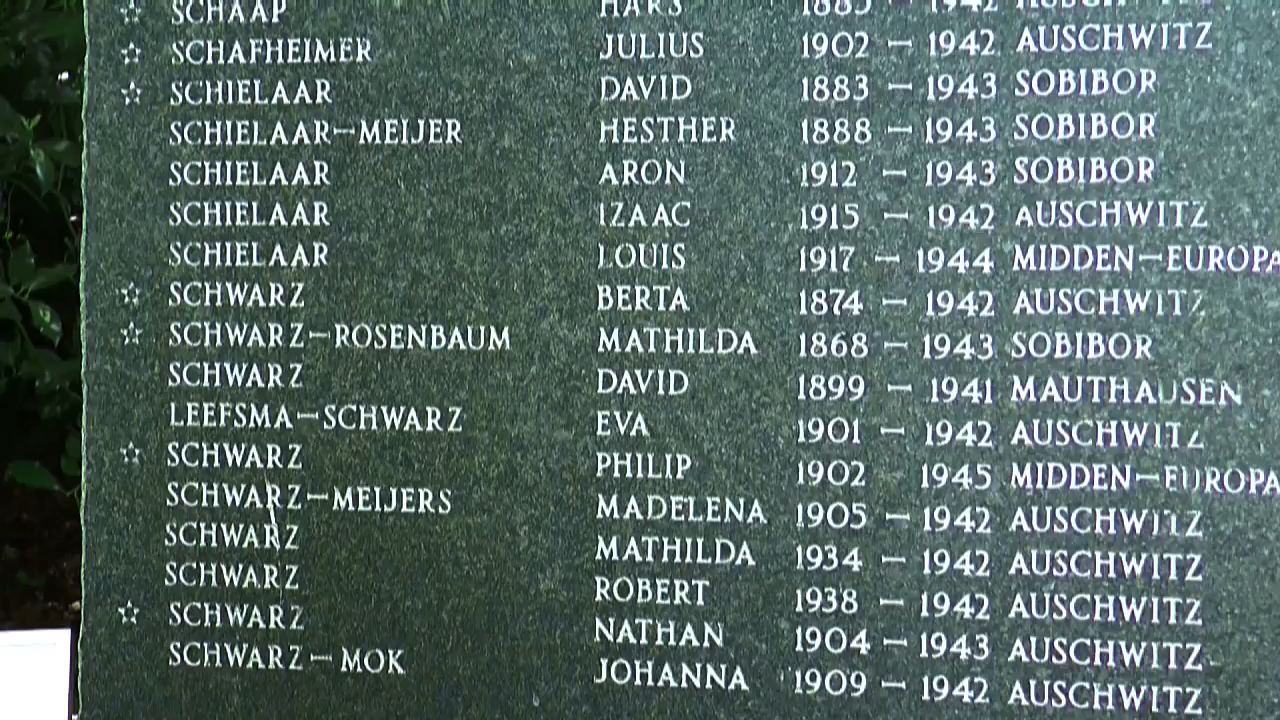 ☆ SCHAAP HARS 1885 – 1942
☆ SCHAFHEIMER JULIUS 1902 – 1942 AUSCHWITZ
☆ SCHIELAAR DAVID 1883 – 1943 SOBIBOR
SCHIELAAR–MEIJER HESTHER 1888 – 1943 SOBIBOR
SCHIELAAR ARON 1912 – 1943 SOBIBOR
SCHIELAAR IZAAC 1915 – 1942 AUSCHWITZ
SCHIELAAR LOUIS 1917 – 1944 MIDDEN–EUROPA
☆ SCHWARZ BERTA 1874 – 1942 AUSCHWITZ
☆ SCHWARZ–ROSENBAUM MATHILDA 1868 – 1943 SOBIBOR
SCHWARZ DAVID 1899 – 1941 MAUTHAUSEN
LEEFSMA–SCHWARZ EVA 1901 – 1942 AUSCHWITZ
☆ SCHWARZ PHILIP 1902 – 1945 MIDDEN–EUROPA
SCHWARZ–MEIJERS MADELENA 1905 – 1942 AUSCHWITZ
SCHWARZ MATHILDA 1934 – 1942 AUSCHWITZ
SCHWARZ ROBERT 1938 – 1942 AUSCHWITZ
☆ SCHWARZ NATHAN 1904 – 1943 AUSCHWITZ
SCHWARZ–MOK JOHANNA 1909 – 1942 AUSCHWITZ